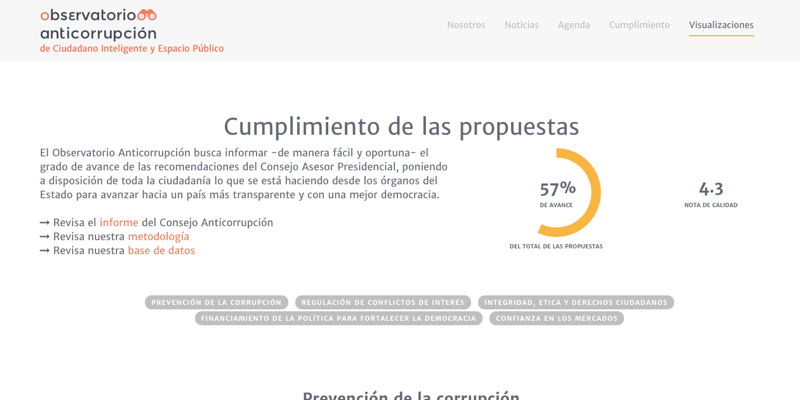 observatorio
anticorrupción
de Ciudadano Inteligente y Espacio Público
Nosotros Noticias Agenda Cumplimiento Visualizaciones
Cumplimiento de las propuestas
El Observatorio Anticorrupción busca informar -de manera fácil y oportuna- el
grado de avance de las recomendaciones del Consejo Asesor Presidencial, poniendo
a disposición de toda la ciudadanía lo que se está haciendo desde los órganos del
Estado para avanzar hacia un país más transparente y con una mejor democracia.
→ Revisa el informe del Consejo Anticorrupción
→ Revisa nuestra metodología
→ Revisa nuestra base de datos
57%
DE AVANCE
DEL TOTAL DE LAS PROPUESTAS
4.3
NOTA DE CALIDAD
PREVENCIÓN DE LA CORRUPCIÓN REGULACIÓN DE CONFLICTOS DE INTERÉS INTEGRIDAD, ETICA Y DERECHOS CIUDADANOS
FINANCIAMIENTO DE LA POLÍTICA PARA FORTALECER LA DEMOCRACIA CONFIANZA EN LOS MERCADOS
Prevención de la corrupción